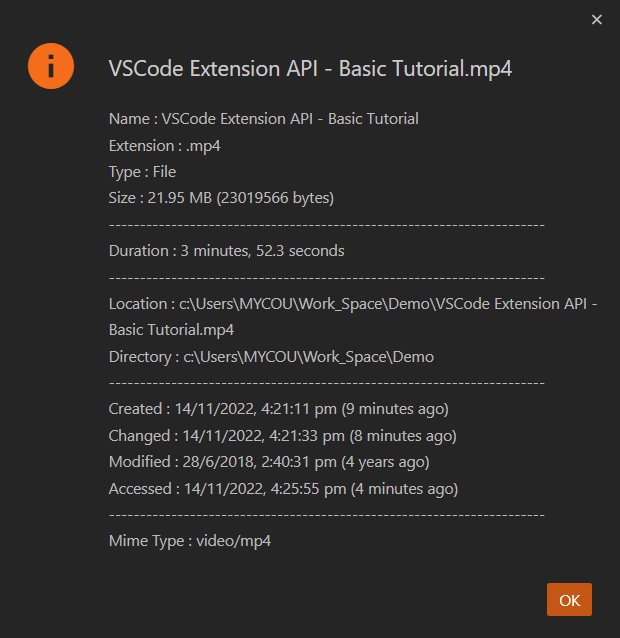 VSCode Extension API - Basic Tutorial.mp4
Name : VSCode Extension API - Basic Tutorial
Extension : .mp4
Type : File
Size : 21.95 MB (23019566 bytes)
----------------------------------------------------------------------
Duration : 3 minutes, 52.3 seconds
----------------------------------------------------------------------
Location : c:\Users\MYCOU\Work_Space\Demo\VSCode Extension API -
Basic Tutorial.mp4
Directory : c:\Users\MYCOU\Work_Space\Demo
----------------------------------------------------------------------
Created : 14/11/2022, 4:21:11 pm (9 minutes ago)
Changed : 14/11/2022, 4:21:33 pm (8 minutes ago)
Modified : 28/6/2018, 2:40:31 pm (4 years ago)
Accessed : 14/11/2022, 4:25:55 pm (4 minutes ago)
----------------------------------------------------------------------
Mime Type : video/mp4
OK